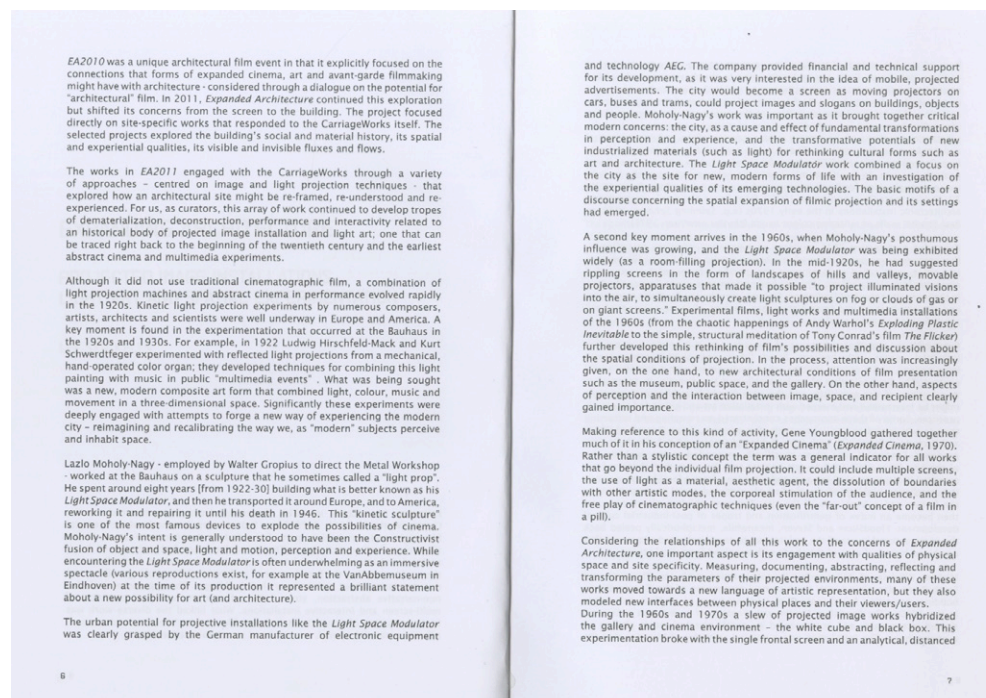 EA2010 was a unique architectural film event in that it explicitly focused on the
connections that forms of expanded cinema, art and avant-garde filmmaking
might have with architecture - considered through a dialogue on the potential for
"architectural" film. In 2011, Expanded Architecture continued this exploration
but shifted its concerns from the screen to the building. The project focused
directly on site-specific works that responded to the CarriageWorks itself. The
selected projects explored the building's social and material history, its spatial
and experiential qualities, its visible and invisible fluxes and flows.
The works in EA2011 engaged with the CarriageWorks through a variety
of approaches – centred on image and light projection techniques - that
explored how an architectural site might be re-framed, re-understood and re-
experienced. For us, as curators, this array of work continued to develop tropes
of dematerialization, deconstruction, performance and interactivity related to
an historical body of projected image installation and light art; one that can
be traced right back to the beginning of the twentieth century and the earliest
abstract cinema and multimedia experiments.
Although it did not use traditional cinematographic film, a combination of
light projection machines and abstract cinema in performance evolved rapidly
in the 1920s. Kinetic light projection experiments by numerous composers,
artists, architects and scientists were well underway in Europe and America. A
key moment is found in the experimentation that occurred at the Bauhaus in
the 1920s and 1930s. For example, in 1922 Ludwig Hirschfeld-Mack and Kurt
Schwerdtfeger experimented with reflected light projections from a mechanical,
hand-operated color organ; they developed techniques for combining this light
painting with music in public "multimedia events" . What was being sought
was a new, modern composite art form that combined light, colour, music and
movement in a three-dimensional space. Significantly these experiments were
deeply engaged with attempts to forge a new way of experiencing the modern
city – reimagining and recalibrating the way we, as "modern" subjects perceive
and inhabit space.
Lazlo Moholy-Nagy - employed by Walter Gropius to direct the Metal Workshop
- worked at the Bauhaus on a sculpture that he sometimes called a "light prop".
He spent around eight years [from 1922-30] building what is better known as his
Light Space Modulator, and then he transported it around Europe, and to America,
reworking it and repairing it until his death in 1946. This "kinetic sculpture"
is one of the most famous devices to explode the possibilities of cinema.
Moholy-Nagy's intent is generally understood to have been the Constructivist
fusion of object and space, light and motion, perception and experience. While
encountering the Light Space Modulator is often underwhelming as an immersive
spectacle (various reproductions exist, for example at the VanAbbemuseum in
Eindhoven) at the time of its production it represented a brilliant statement
about a new possibility for art (and architecture).
The urban potential for projective installations like the Light Space Modulator
was clearly grasped by the German manufacturer of electronic equipment
6
and technology AEG. The company provided financial and technical support
for its development, as it was very interested in the idea of mobile, projected
advertisements. The city would become a screen as moving projectors on
cars, buses and trams, could project images and slogans on buildings, objects
and people. Moholy-Nagy's work was important as it brought together critical
modern concerns: the city, as a cause and effect of fundamental transformations
in perception and experience, and the transformative potentials of new
industrialized materials (such as light) for rethinking cultural forms such as
art and architecture. The Light Space Modulator work combined a focus on
the city as the site for new, modern forms of life with an investigation of
the experiential qualities of its emerging technologies. The basic motifs of a
discourse concerning the spatial expansion of filmic projection and its settings
had emerged.
A second key moment arrives in the 1960s, when Moholy-Nagy's posthumous
influence was growing, and the Light Space Modulator was being exhibited
widely (as a room-filling projection). In the mid-1920s, he had suggested
rippling screens in the form of landscapes of hills and valleys, movable
projectors, apparatuses that made it possible "to project illuminated visions
into the air, to simultaneously create light sculptures on fog or clouds of gas or
on giant screens." Experimental films, light works and multimedia installations
of the 1960s (from the chaotic happenings of Andy Warhol's Exploding Plastic
Inevitable to the simple, structural meditation of Tony Conrad's film The Flicker)
further developed this rethinking of film's possibilities and discussion about
the spatial conditions of projection. In the process, attention was increasingly
given, on the one hand, to new architectural conditions of film presentation
such as the museum, public space, and the gallery. On the other hand, aspects
of perception and the interaction between image, space, and recipient clearly
gained importance.
Making reference to this kind of activity, Gene Youngblood gathered together
much of it in his conception of an "Expanded Cinema" (Expanded Cinema, 1970).
Rather than a stylistic concept the term was a general indicator for all works
that go beyond the individual film projection. It could include multiple screens,
the use of light as a material, aesthetic agent, the dissolution of boundaries
with other artistic modes, the corporeal stimulation of the audience, and the
free play of cinematographic techniques (even the "far-out" concept of a film in
a pill).
Considering the relationships of all this work to the concerns of Expanded
Architecture, one important aspect is its engagement with qualities of physical
space and site specificity. Measuring, documenting, abstracting, reflecting and
transforming the parameters of their projected environments, many of these
works moved towards a new language of artistic representation, but they also
modeled new interfaces between physical places and their viewers/users.
During the 1960s and 1970s a slew of projected image works hybridized
the gallery and cinema environment – the white cube and black box. This
experimentation broke with the single frontal screen and an analytical, distanced
7